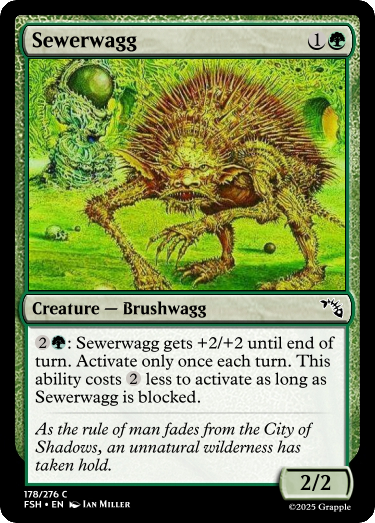 Sewerwagg 1
Creature — Brushwagg
2 : Sewerwagg gets +2/+2 until end of
turn. Activate only once each turn. This
ability costs 2 less to activate as long as
Sewerwagg is blocked.
As the rule of man fades from the City of
Shadows, an unnatural wilderness has
taken hold.
2/2
178/276 C
FSH • EN Ian Miller
©2025 Grapple